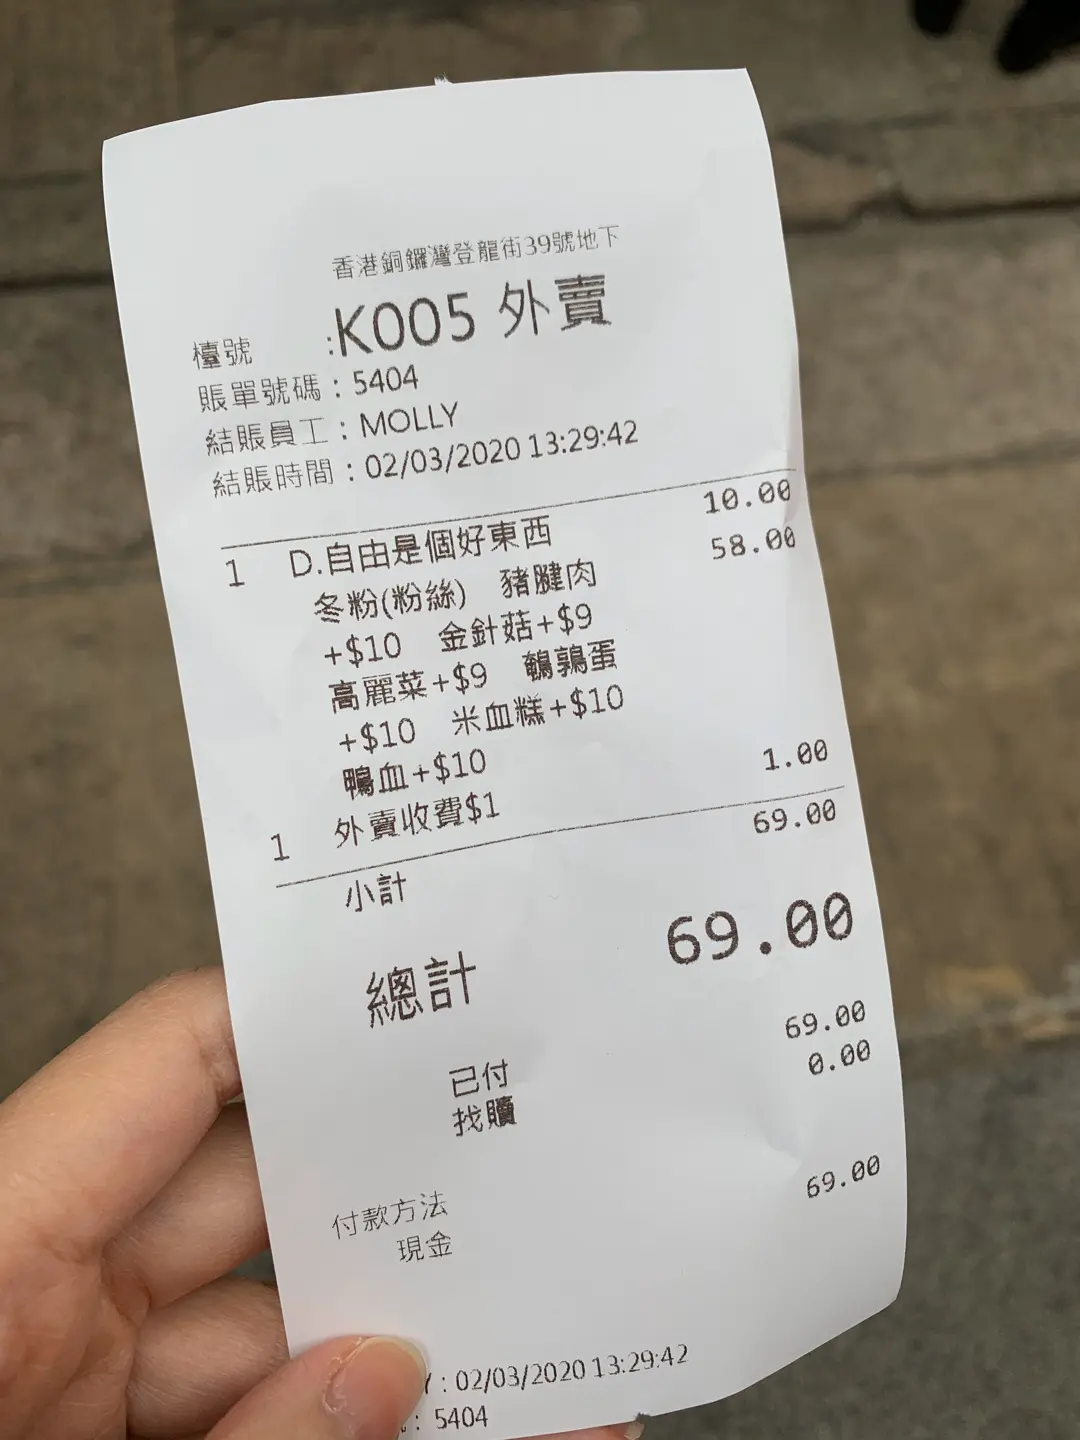 香港銅鑼灣登龍街39號地下
檯號 :K005 外賣
賬單號碼 : 5404
結賬員工 : MOLLY
結賬時間 : 02/03/2020 13:29:42
1 D.自由是個好東西 10.00
冬粉(粉絲) 豬腱肉 58.00
+$10 金針菇+$9
高麗菜+$9 鵪鶉蛋
+$10 米血糕+$10
鴨血+$10
1 外賣收費$1 1.00
小計 69.00
總計 69.00
已付 69.00
找贖 0.00
付款方法
現金 69.00
Y : 02/03/2020 13:29:42
: 5404